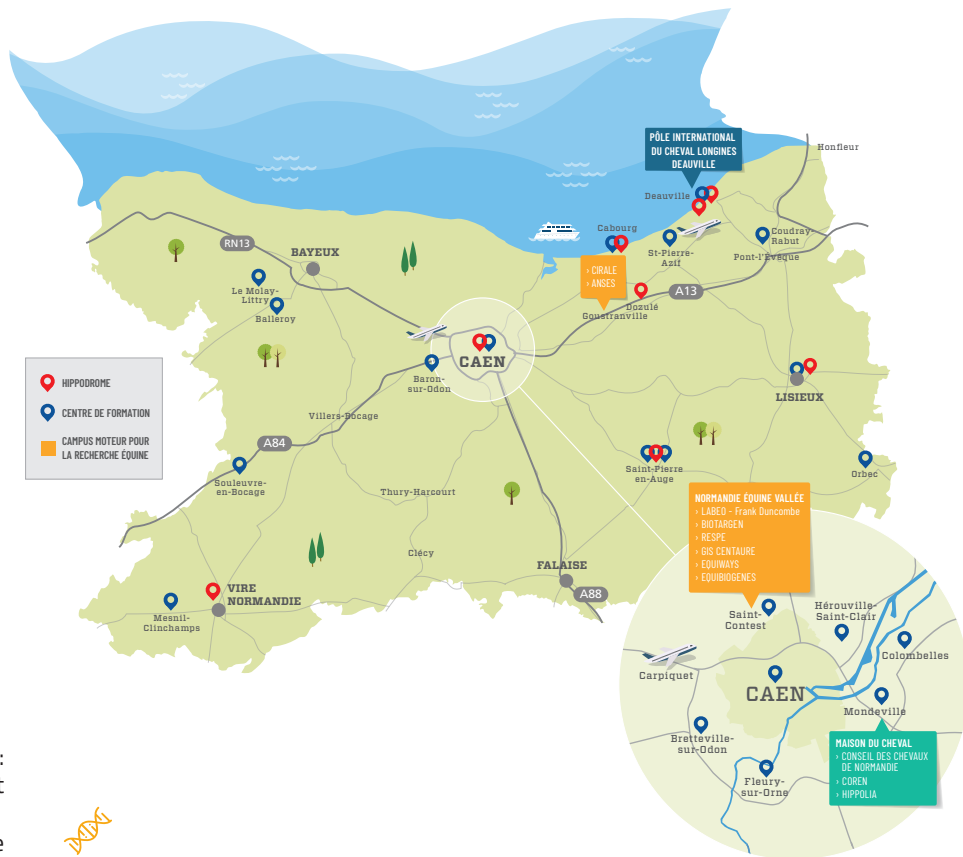 PÔLE INTERNATIONAL
DU CHEVAL LONGINES
DEAUVILLE
Honfleur
Deauville
Cabourg
St-Pierre-
Azif
Coudray-
Rabut
Pont-l'Évêque
RN13
BAYEUX
› CIRALE
› ANSES
Le Molay-
Littry
Balleroy
A13
Dozulé
Goustranville
CAEN
Baron-
sur-Odon
LISIEUX
HIPPODROME
CENTRE DE FORMATION
CAMPUS MOTEUR POUR
LA RECHERCHE ÉQUINE
Villers-Bocage
A84
Souleuvre-
en-Bocage
Saint-Pierre
en-Auge
Orbec
Thury-Harcourt
NORMANDIE ÉQUINE VALLÉE
› LABEO - Frank Duncombe
› BIOTARGEN
› RESPE
› GIS CENTAURE
› EQUIWAYS
› EQUIBIOGENES
Clécy
FALAISE
A88
VIRE
NORMANDIE
Mesnil-
Clinchamps
Saint-
Contest
Hérouville-
Saint-Clair
Colombelles
Carpiquet
CAEN
Mondeville
Bretteville-
sur-Odon
MAISON DU CHEVAL
› CONSEIL DES CHEVAUX
DE NORMANDIE
› COREN
› HIPPOLIA
Fleury-
sur-Orne
:
t
e